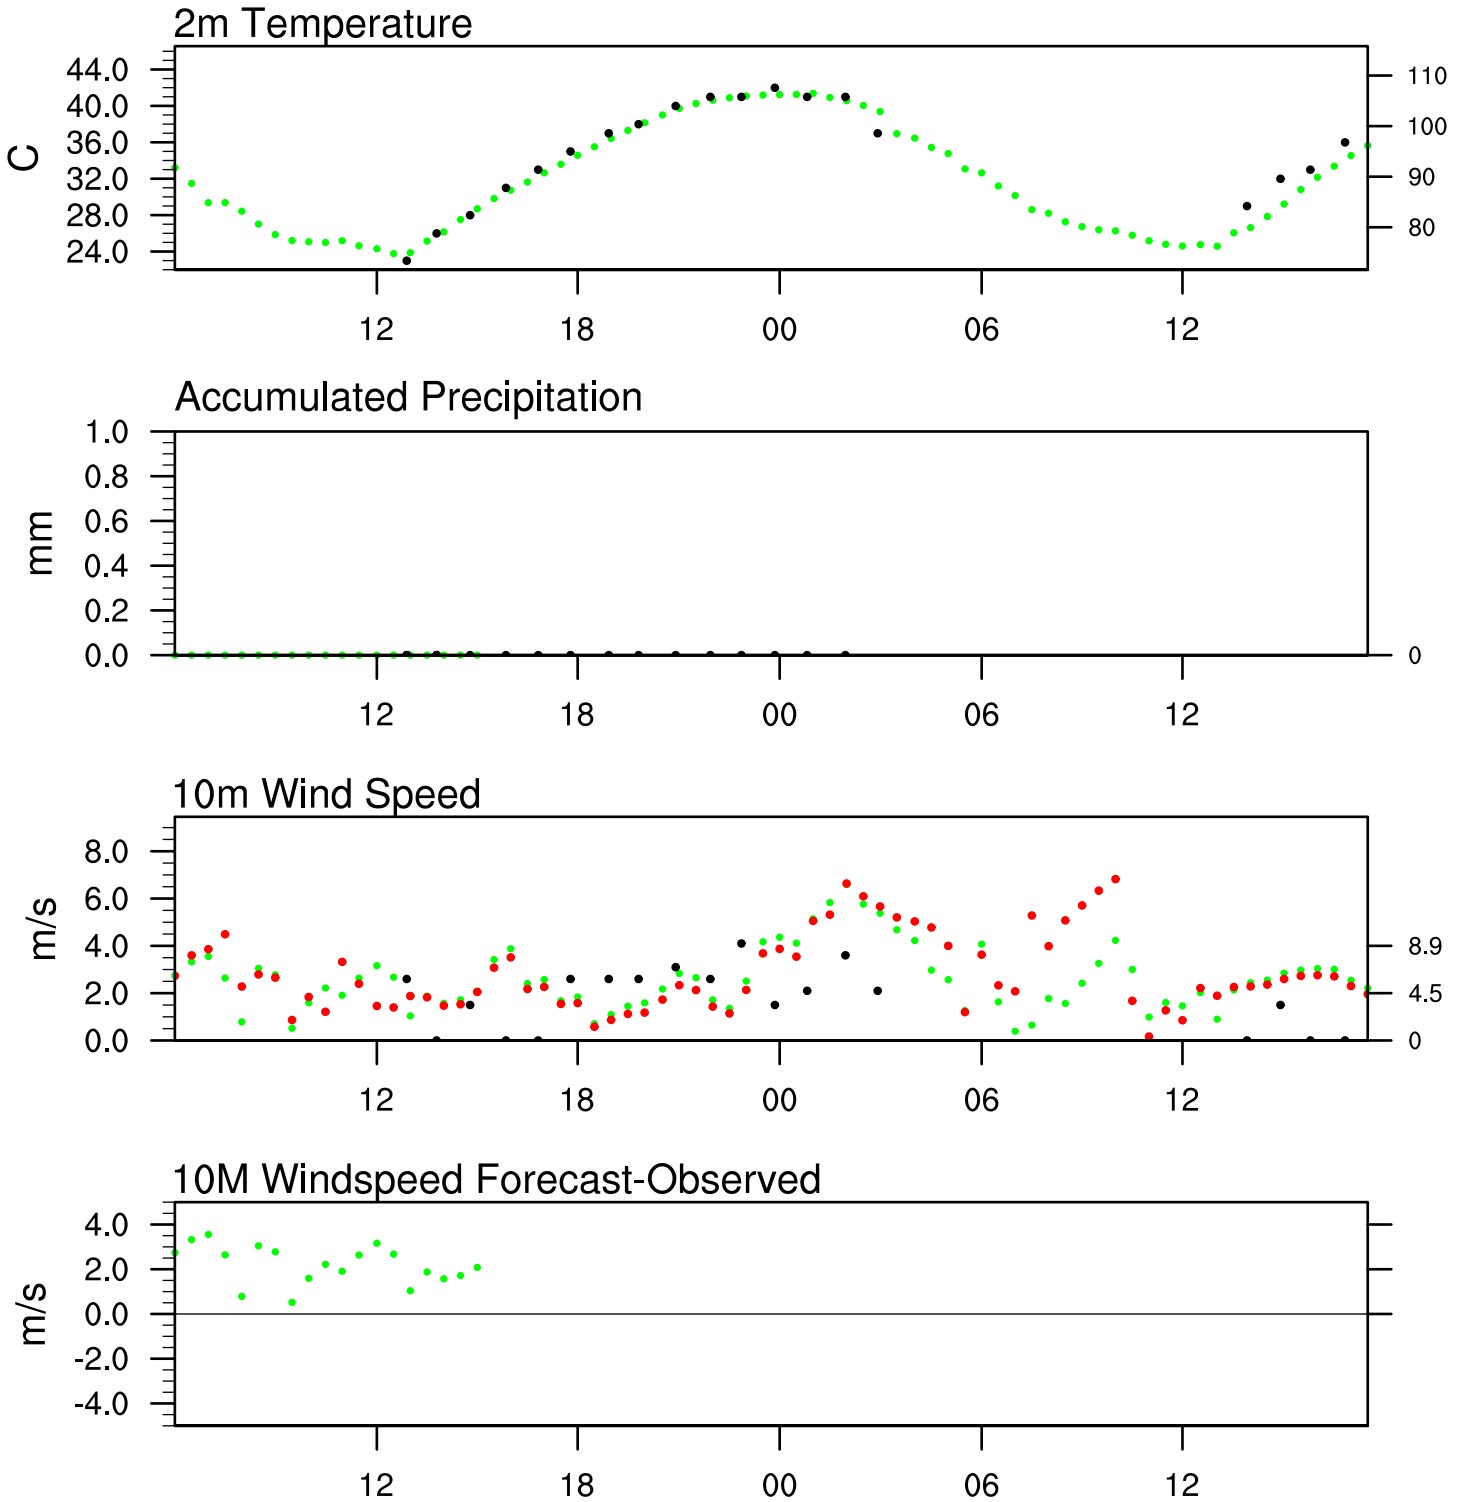 2m Temperature
44.0
40.0
36.0
32.0
28.0
24.0
C
110
100
90
80
12 18 00 06 12
Accumulated Precipitation
1.0
0.8
0.6
0.4
0.2
0.0
mm
0
12 18 00 06 12
10m Wind Speed
8.0
6.0
4.0
2.0
0.0
m/s
8.9
4.5
0
12 18 00 06 12
10M Windspeed Forecast-Observed
4.0
2.0
0.0
-2.0
-4.0
m/s
12 18 00 06 12